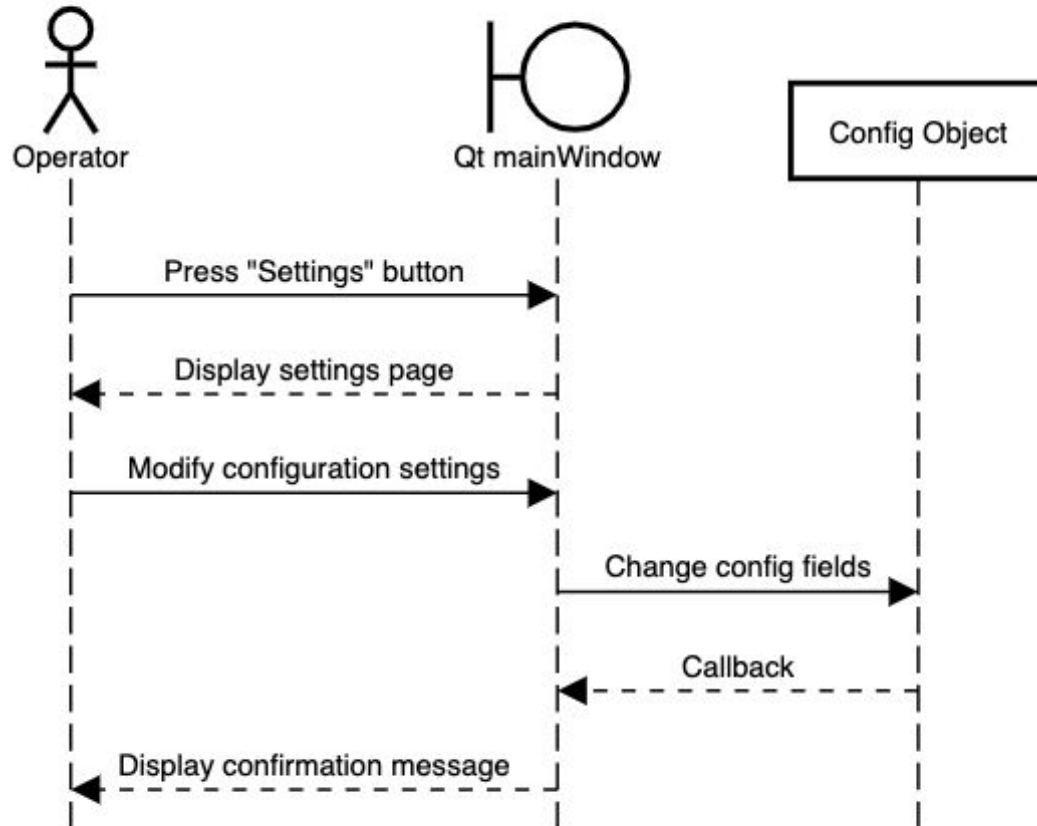 Operator
Qt mainWindow
Config Object
Press "Settings" button
Display settings page
Modify configuration settings
Change config fields
Callback
Display confirmation message